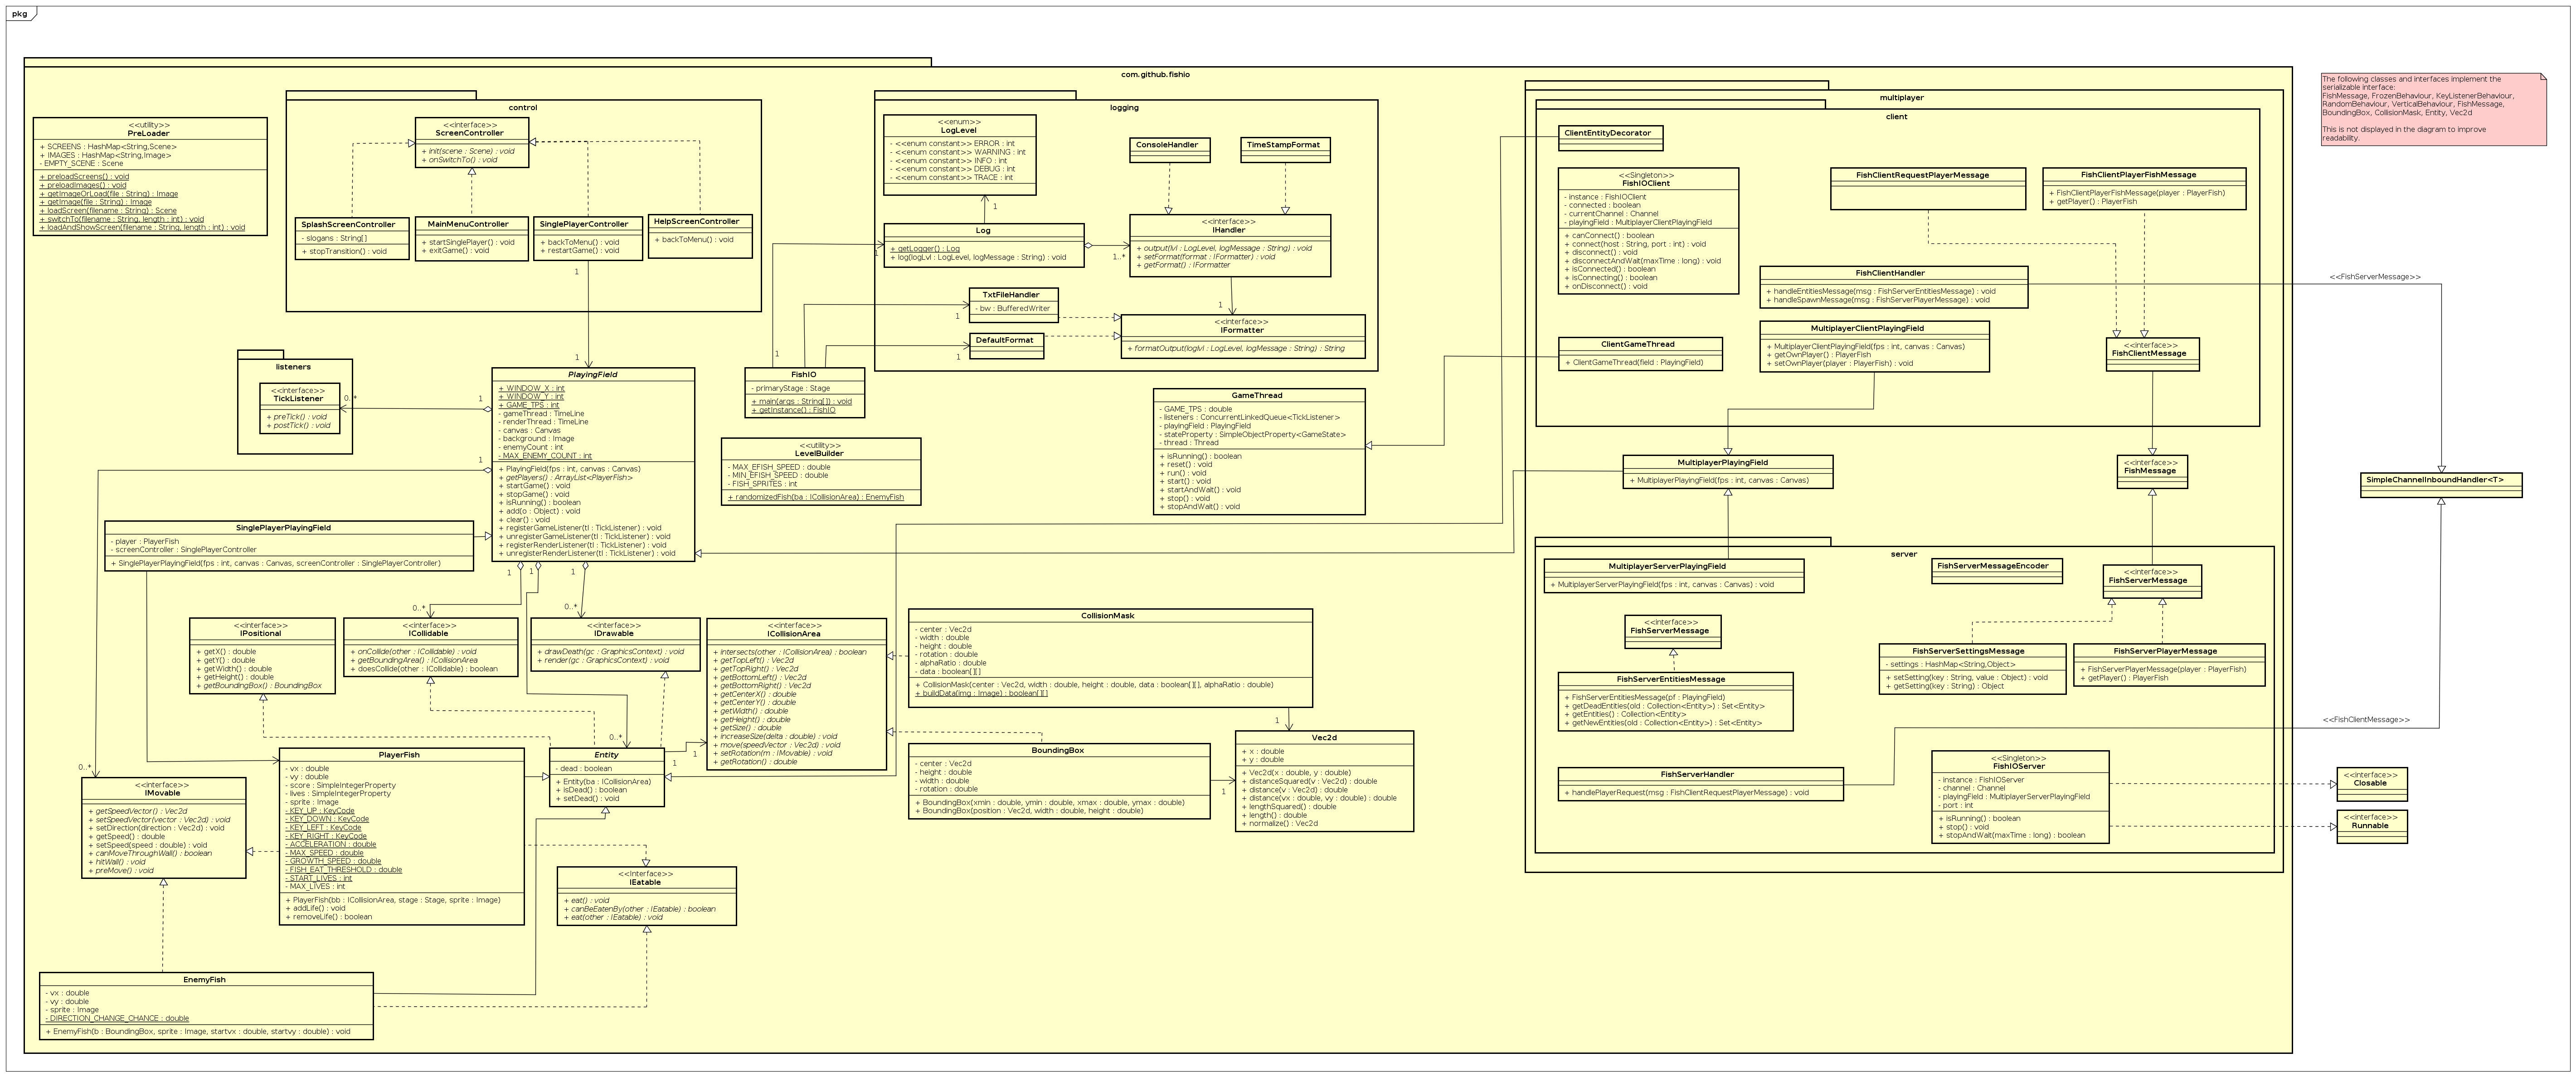 pkg
com.github.fishio
The following classes and interfaces implement the
serializable interface:
FishMessage, FrozenBehaviour, KeyListenerBehaviour,
RandomBehaviour, VerticalBehaviour, FishMessage,
BoundingBox, CollisionMask, Entity, Vec2d
This is not displayed in the diagram to improve
readability.
<<utility>>
PreLoader
+ SCREENS : HashMap<String,Scene>
+ IMAGES : HashMap<String,Image>
- EMPTY_SCENE : Scene
+ preloadScreens() : void
+ preloadImages() : void
+ getImageOrLoad(file : String) : Image
+ getImage(file : String) : Image
+ loadScreen(filename : String) : Scene
+ switchTo(filename : String, length : int) : void
+ loadAndShowScreen(filename : String, length : int) : void
control
<<interface>>
ScreenController
+ init(scene : Scene) : void
+ onSwitchTo() : void
SplashScreenController
- slogans : String[]
+ stopTransition() : void
MainMenuController
+ startSinglePlayer() : void
+ exitGame() : void
SinglePlayerController
+ backToMenu() : void
+ restartGame() : void
HelpScreenController
+ backToMenu() : void
1
1
logging
<<enum>>
LogLevel
- <<enum constant>> ERROR : int
- <<enum constant>> WARNING : int
- <<enum constant>> INFO : int
- <<enum constant>> DEBUG : int
- <<enum constant>> TRACE : int
1
ConsoleHandler
TimeStampFormat
Log
+ getLogger() : Log
+ log(logLvl : LogLevel, logMessage : String) : void
1
1..*
<<interface>>
IHandler
+ output(lvl : LogLevel, logMessage : String) : void
+ setFormat(format : IFormatter) : void
+ getFormat() : IFormatter
1
TxtFileHandler
- bw : BufferedWriter
1
DefaultFormat
1
<<interface>>
IFormatter
+ formatOutput(loglvl : LogLevel, logMessage : String) : String
1
FishIO
- primaryStage : Stage
+ main(args : String[]) : void
+ getInstance() : FishIO
listeners
<<interface>>
TickListener
+ preTick() : void
+ postTick() : void
0..*
1
1
PlayingField
+ WINDOW_X : int
+ WINDOW_Y : int
+ GAME_TPS : int
- gameThread : TimeLine
- renderThread : TimeLine
- canvas : Canvas
- background : Image
- enemyCount : int
- MAX_ENEMY_COUNT : int
+ PlayingField(fps : int, canvas : Canvas)
+ getPlayers() : ArrayList<PlayerFish>
+ startGame() : void
+ stopGame() : void
+ isRunning() : boolean
+ add(o : Object) : void
+ clear() : void
+ registerGameListener(tl : TickListener) : void
+ unregisterGameListener(tl : TickListener) : void
+ registerRenderListener(tl : TickListener) : void
+ unregisterRenderListener(tl : TickListener) : void
1
1
1
<<utility>>
LevelBuilder
- MAX_EFISH_SPEED : double
- MIN_EFISH_SPEED : double
- FISH_SPRITES : int
+ randomizedFish(ba : ICollisionArea) : EnemyFish
GameThread
- GAME_TPS : double
- listeners : ConcurrentLinkedQueue<TickListener>
- playingField : PlayingField
- stateProperty : SimpleObjectProperty<GameState>
- thread : Thread
+ isRunning() : boolean
+ reset() : void
+ run() : void
+ start() : void
+ startAndWait() : void
+ stop() : void
+ stopAndWait() : void
SinglePlayerPlayingField
- player : PlayerFish
- screenController : SinglePlayerController
+ SinglePlayerPlayingField(fps : int, canvas : Canvas, screenController : SinglePlayerController)
0..*
0..*
<<interface>>
IPositional
+ getX() : double
+ getY() : double
+ getWidth() : double
+ getHeight() : double
+ getBoundingBox() : BoundingBox
<<interface>>
ICollidable
+ onCollide(other : ICollidable) : void
+ getBoundingArea() : ICollisionArea
+ doesCollide(other : ICollidable) : boolean
<<interface>>
IDrawable
+ drawDeath(gc : GraphicsContext) : void
+ render(gc : GraphicsContext) : void
<<interface>>
ICollisionArea
+ intersects(other : ICollisionArea) : boolean
+ getTopLeft() : Vec2d
+ getTopRight() : Vec2d
+ getBottomLeft() : Vec2d
+ getBottomRight() : Vec2d
+ getCenterX() : double
+ getCenterY() : double
+ getWidth() : double
+ getHeight() : double
+ getSize() : double
+ increaseSize(delta : double) : void
+ move(speedVector : Vec2d) : void
+ setRotation(m : IMovable) : void
+ getRotation() : double
CollisionMask
- center : Vec2d
- width : double
- height : double
- rotation : double
- alphaRatio : double
- data : boolean[][]
+ CollisionMask(center : Vec2d, width : double, height : double, data : boolean[][], alphaRatio : double)
+ buildData(img : Image) : boolean[][]
1
BoundingBox
- center : Vec2d
- height : double
- width : double
- rotation : double
+ BoundingBox(xmin : double, ymin : double, xmax : double, ymax : double)
+ BoundingBox(position : Vec2d, width : double, height : double)
1
Vec2d
+ x : double
+ y : double
+ Vec2d(x : double, y : double)
+ distanceSquared(v : Vec2d) : double
+ distance(v : Vec2d) : double
+ distance(vx : double, vy : double) : double
+ lengthSquared() : double
+ length() : double
+ normalize() : Vec2d
0..*
Entity
- dead : boolean
+ Entity(ba : ICollisionArea)
+ isDead() : boolean
+ setDead() : void
1
1
PlayerFish
- vx : double
- vy : double
- score : SimpleIntegerProperty
- lives : SimpleIntegerProperty
- sprite : Image
- KEY_UP : KeyCode
- KEY_DOWN : KeyCode
- KEY_LEFT : KeyCode
- KEY_RIGHT : KeyCode
- ACCELERATION : double
- MAX_SPEED : double
- GROWTH_SPEED : double
- FISH_EAT_THRESHOLD : double
- START_LIVES : int
- MAX_LIVES : int
+ PlayerFish(bb : ICollisionArea, stage : Stage, sprite : Image)
+ addLife() : void
+ removeLife() : boolean
0..*
<<interface>>
IMovable
+ getSpeedVector() : Vec2d
+ setSpeedVector(vector : Vec2d) : void
+ setDirection(direction : Vec2d) : void
+ getSpeed() : double
+ setSpeed(speed : double) : void
+ canMoveThroughWall() : boolean
+ hitWall() : void
+ preMove() : void
<<Interface>>
IEatable
+ eat() : void
+ canBeEatenBy(other : IEatable) : boolean
+ eat(other : IEatable) : void
EnemyFish
- vx : double
- vy : double
- sprite : Image
- DIRECTION_CHANGE_CHANCE : double
+ EnemyFish(b : BoundingBox, sprite : Image, startvx : double, startvy : double) : void
multiplayer
client
ClientEntityDecorator
<<Singleton>>
FishIOClient
- instance : FishIOClient
- connected : boolean
- currentChannel : Channel
- playingField : MultiplayerClientPlayingField
+ canConnect() : boolean
+ connect(host : String, port : int) : void
+ disconnect() : void
+ disconnectAndWait(maxTime : long) : void
+ isConnected() : boolean
+ isConnecting() : boolean
+ onDisconnect() : void
FishClientRequestPlayerMessage
FishClientPlayerFishMessage
+ FishClientPlayerFishMessage(player : PlayerFish)
+ getPlayer() : PlayerFish
FishClientHandler
+ handleEntitiesMessage(msg : FishServerEntitiesMessage) : void
+ handleSpawnMessage(msg : FishServerPlayerMessage) : void
<<FishServerMessage>>
ClientGameThread
+ ClientGameThread(field : PlayingField)
MultiplayerClientPlayingField
+ MultiplayerClientPlayingField(fps : int, canvas : Canvas)
+ getOwnPlayer() : PlayerFish
+ setOwnPlayer(player : PlayerFish) : void
<<interface>>
FishClientMessage
MultiplayerPlayingField
+ MultiplayerPlayingField(fps : int, canvas : Canvas)
<<interface>>
FishMessage
SimpleChannelInboundHandler<T>
server
MultiplayerServerPlayingField
+ MultiplayerServerPlayingField(fps : int, canvas : Canvas) : void
FishServerMessageEncoder
<<interface>>
FishServerMessage
<<interface>>
FishServerMessage
FishServerEntitiesMessage
+ FishServerEntitiesMessage(pf : PlayingField)
+ getDeadEntities(old : Collection<Entity>) : Set<Entity>
+ getEntities() : Collection<Entity>
+ getNewEntities(old : Collection<Entity>) : Set<Entity>
FishServerSettingsMessage
- settings : HashMap<String,Object>
+ setSetting(key : String, value : Object) : void
+ getSetting(key : String) : Object
FishServerPlayerMessage
+ FishServerPlayerMessage(player : PlayerFish)
+ getPlayer() : PlayerFish
<<FishClientMessage>>
FishServerHandler
+ handlePlayerRequest(msg : FishClientRequestPlayerMessage) : void
<<Singleton>>
FishIOServer
- instance : FishIOServer
- channel : Channel
- playingField : MultiplayerServerPlayingField
- port : int
+ isRunning() : boolean
+ stop() : void
+ stopAndWait(maxTime : long) : boolean
<<interface>>
Closable
<<interface>>
Runnable